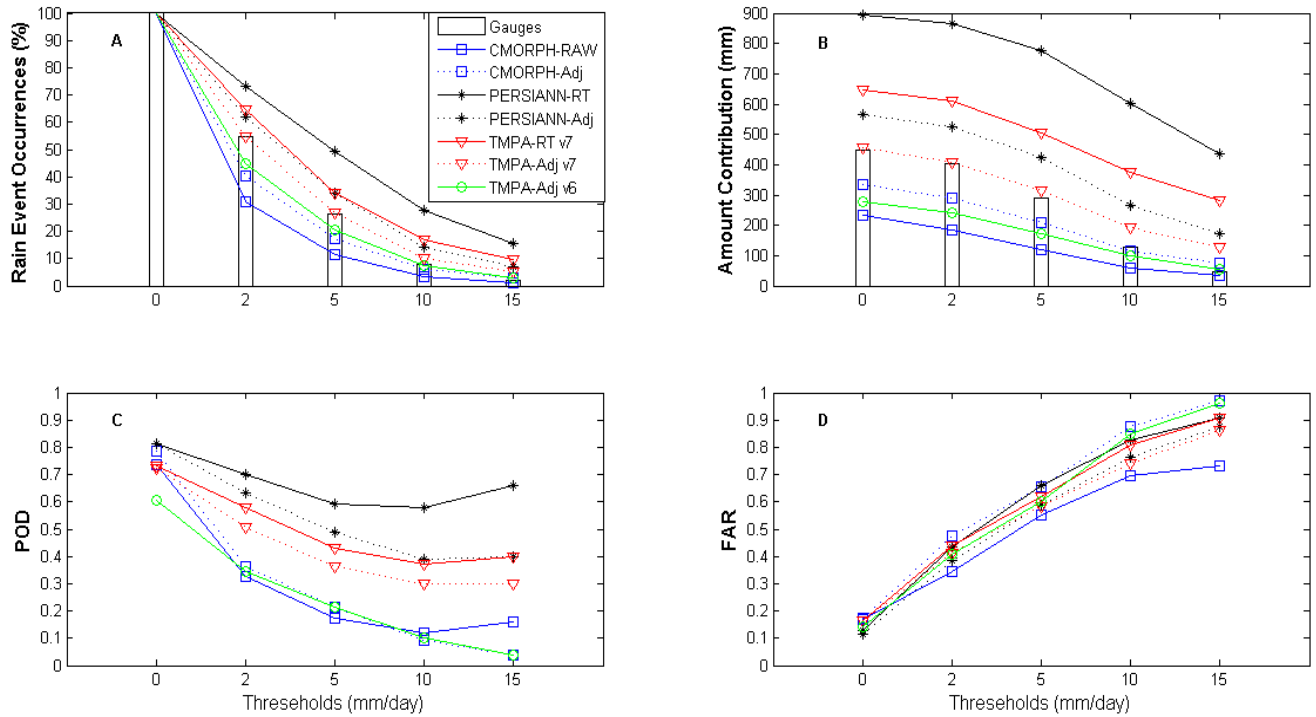 Rain Event Occurrences (%)
100
90
80
70
60
50
40
30
20
10
0
A
Gauges
CMORPH-RAW
CMORPH-Adj
PERSIANN-RT
PERSIANN-Adj
TMPA-RT v7
TMPA-Adj v7
TMPA-Adj v6
0 2 5 10 15
Amount Contribution (mm)
900
800
700
600
500
400
300
200
100
0
B
0 2 5 10 15
POD
1
0.9
0.8
0.7
0.6
0.5
0.4
0.3
0.2
0.1
0
C
0 2 5 10 15
Threseholds (mm/day)
FAR
1
0.9
0.8
0.7
0.6
0.5
0.4
0.3
0.2
0.1
0
D
0 2 5 10 15
Threseholds (mm/day)